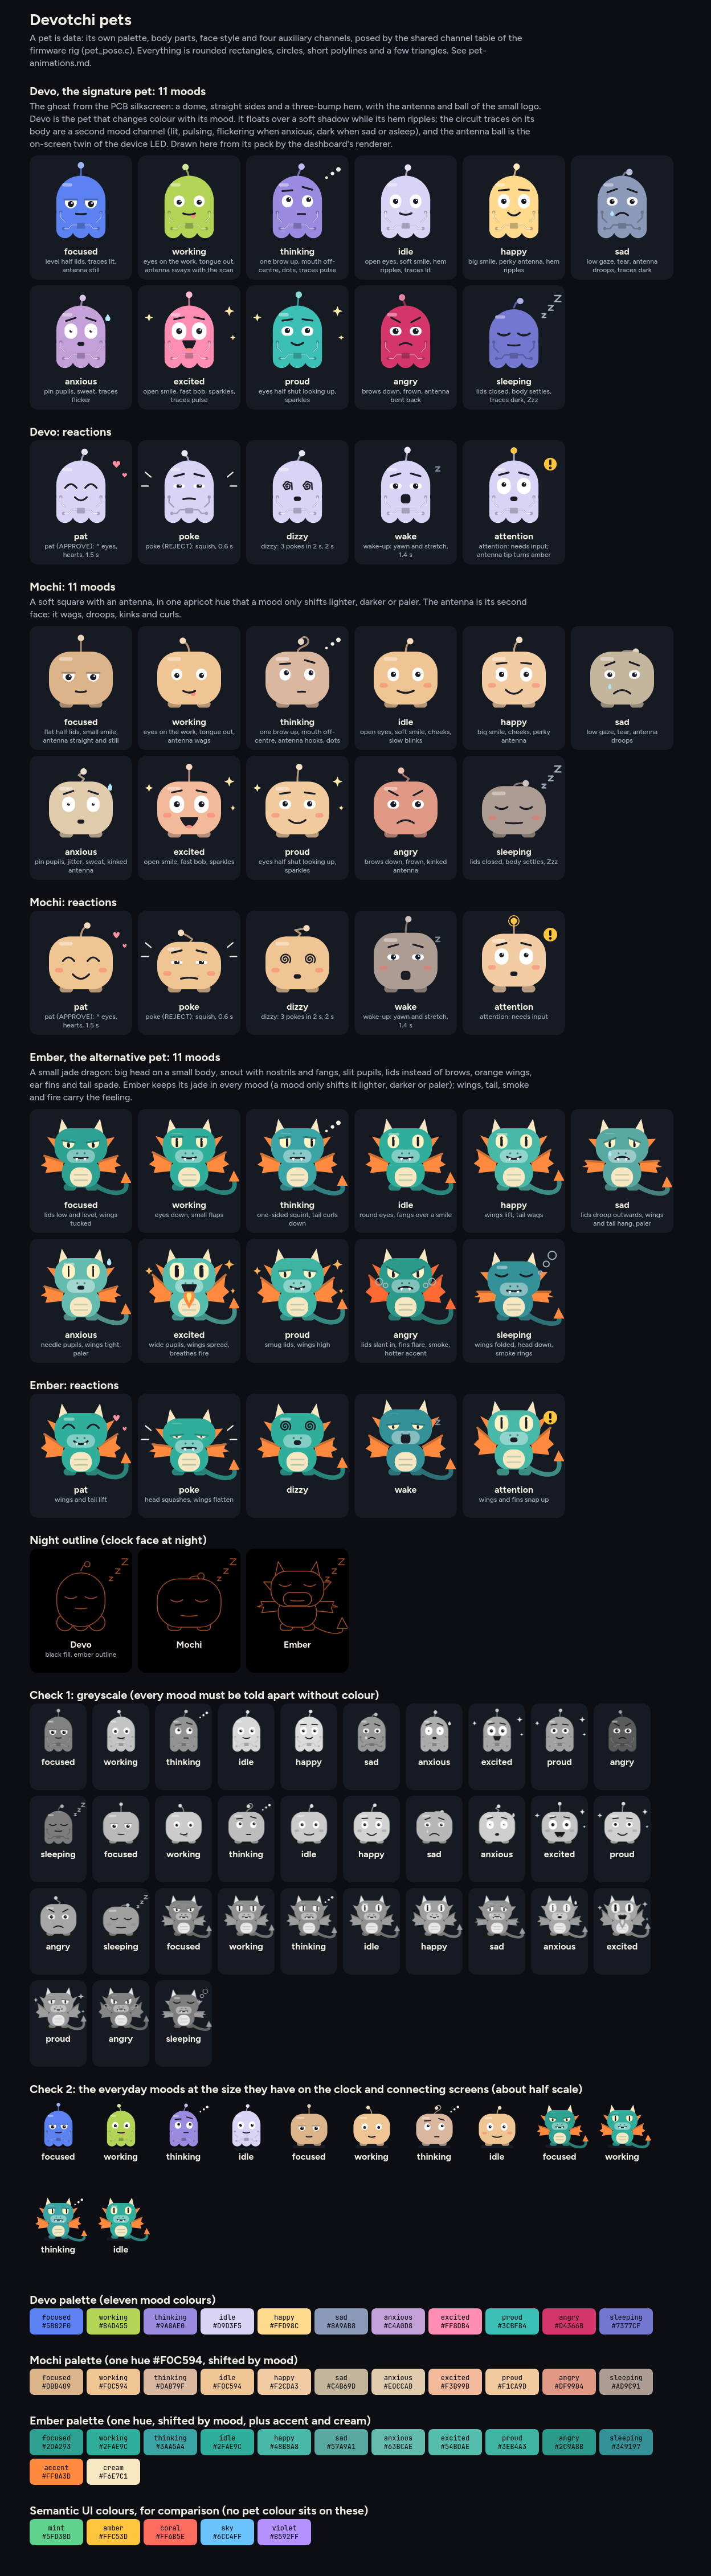 Devotchi pets
A pet is data: its own palette, body parts, face style and four auxiliary channels, posed by the shared channel table of the
firmware rig (pet_pose.c). Everything is rounded rectangles, circles, short polylines and a few triangles. See pet-
animations.md.
Devo, the signature pet: 11 moods
The ghost from the PCB silkscreen: a dome, straight sides and a three-bump hem, with the antenna and ball of the small logo.
Devo is the pet that changes colour with its mood. It floats over a soft shadow while its hem ripples; the circuit traces on its
body are a second mood channel (lit, pulsing, flickering when anxious, dark when sad or asleep), and the antenna ball is the
on-screen twin of the device LED. Drawn here from its pack by the dashboard's renderer.
focused
level half lids, traces lit,
antenna still
working
eyes on the work, tongue out,
antenna sways with the scan
thinking
one brow up, mouth off-
centre, dots, traces pulse
idle
open eyes, soft smile, hem
ripples, traces lit
happy
big smile, perky antenna, hem
ripples
sad
low gaze, tear, antenna
droops, traces dark
Z
Z
Z
Z
anxious
pin pupils, sweat, traces
flicker
excited
open smile, fast bob, sparkles,
traces pulse
proud
eyes half shut looking up,
sparkles
angry
brows down, frown, antenna
bent back
sleeping
lids closed, body settles,
traces dark, Zzz
Devo: reactions
z
!
pat
pat (APPROVE): ^ eyes,
hearts, 1.5 s
poke
poke (REJECT): squish, 0.6 s
dizzy
dizzy: 3 pokes in 2 s, 2 s
wake
wake-up: yawn and stretch,
1.4 s
attention
attention: needs input;
antenna tip turns amber
Mochi: 11 moods
A soft square with an antenna, in one apricot hue that a mood only shifts lighter, darker or paler. The antenna is its second
face: it wags, droops, kinks and curls.
focused
flat half lids, small smile,
antenna straight and still
working
eyes on the work, tongue out,
antenna wags
thinking
one brow up, mouth off-
centre, antenna hooks, dots
idle
open eyes, soft smile, cheeks,
slow blinks
happy
big smile, cheeks, perky
antenna
sad
low gaze, tear, antenna
droops
Z
Z
Z
Z
anxious
pin pupils, jitter, sweat, kinked
antenna
excited
open smile, fast bob, sparkles
proud
eyes half shut looking up,
sparkles
angry
brows down, frown, kinked
antenna
sleeping
lids closed, body settles, Zzz
Mochi: reactions
z
!
pat
pat (APPROVE): ^ eyes,
hearts, 1.5 s
poke
poke (REJECT): squish, 0.6 s
dizzy
dizzy: 3 pokes in 2 s, 2 s
wake
wake-up: yawn and stretch,
1.4 s
attention
attention: needs input
Ember, the alternative pet: 11 moods
A small jade dragon: big head on a small body, snout with nostrils and fangs, slit pupils, lids instead of brows, orange wings,
ear fins and tail spade. Ember keeps its jade in every mood (a mood only shifts it lighter, darker or paler); wings, tail, smoke
and fire carry the feeling.
focused
lids low and level, wings
tucked
working
eyes down, small flaps
thinking
one-sided squint, tail curls
down
idle
round eyes, fangs over a smile
happy
wings lift, tail wags
sad
lids droop outwards, wings
and tail hang, paler
anxious
needle pupils, wings tight,
paler
excited
wide pupils, wings spread,
breathes fire
proud
smug lids, wings high
angry
lids slant in, fins flare, smoke,
hotter accent
sleeping
wings folded, head down,
smoke rings
Ember: reactions
z
!
pat
wings and tail lift
poke
head squashes, wings flatten
dizzy
wake
attention
wings and fins snap up
Night outline (clock face at night)
Z
Z
Z
Z
Z
Z
Z
Z
Z
Devo
black fill, ember outline
Mochi
Ember
Check 1: greyscale (every mood must be told apart without colour)
focused working thinking idle happy sad anxious excited proud angry
sleeping focused working thinking idle happy sad anxious excited proud
angry sleeping focused working thinking idle happy sad anxious excited
proud angry sleeping
Check 2: the everyday moods at the size they have on the clock and connecting screens (about half scale)
focused working thinking idle focused working thinking idle focused working
thinking idle
Devo palette (eleven mood colours)
focused working thinking idle happy sad anxious excited proud angry sleeping
#5B82F0 #B4D455 #9A8AE0 #D9D3F5 #FFD98C #8A9AB8 #C4A0D8 #FF8DB4 #3CBFB4 #D4366B #7377CF
Mochi palette (one hue #F0C594, shifted by mood)
focused working thinking idle happy sad anxious excited proud angry sleeping
#DBB489 #F0C594 #DAB79F #F0C594 #F2CDA3 #C4B69D #E0CCAD #F3B99B #F1CA9D #DF9984 #AD9C91
Ember palette (one hue, shifted by mood, plus accent and cream)
focused working thinking idle happy sad anxious excited proud angry sleeping
#2DA293 #2FAE9C #3AA5A4 #2FAE9C #48B8A8 #57A9A1 #63BCAE #54BDAE #3EB4A3 #2C9A8B #349197
accent cream
#FF8A3D #F6E7C1
Semantic UI colours, for comparison (no pet colour sits on these)
mint amber coral sky violet
#5FD38D #FFC53D #FF6B5E #6CC4FF #B592FF